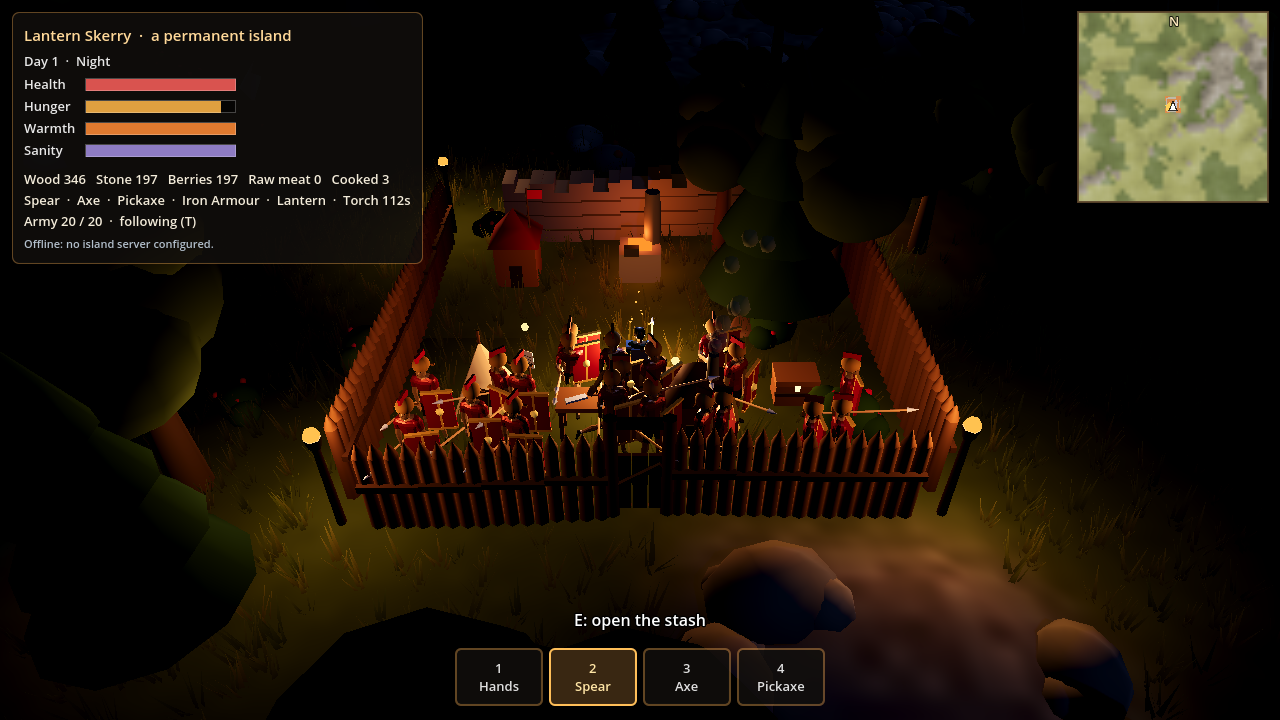 Lantern Skerry · a permanent island
Day 1 · Night
Health
Hunger
Warmth
Sanity
Wood 346 Stone 197 Berries 197 Raw meat 0 Cooked 3
Spear · Axe · Pickaxe · Iron Armour · Lantern · Torch 112s
Army 20 / 20 · following (T)
Offline: no island server configured.
N
E: open the stash
1
Hands
2
Spear
3
Axe
4
Pickaxe